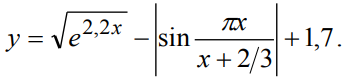 y = √(e^{2,2x}) − |sin πx/(x + 2/3)| + 1,7.